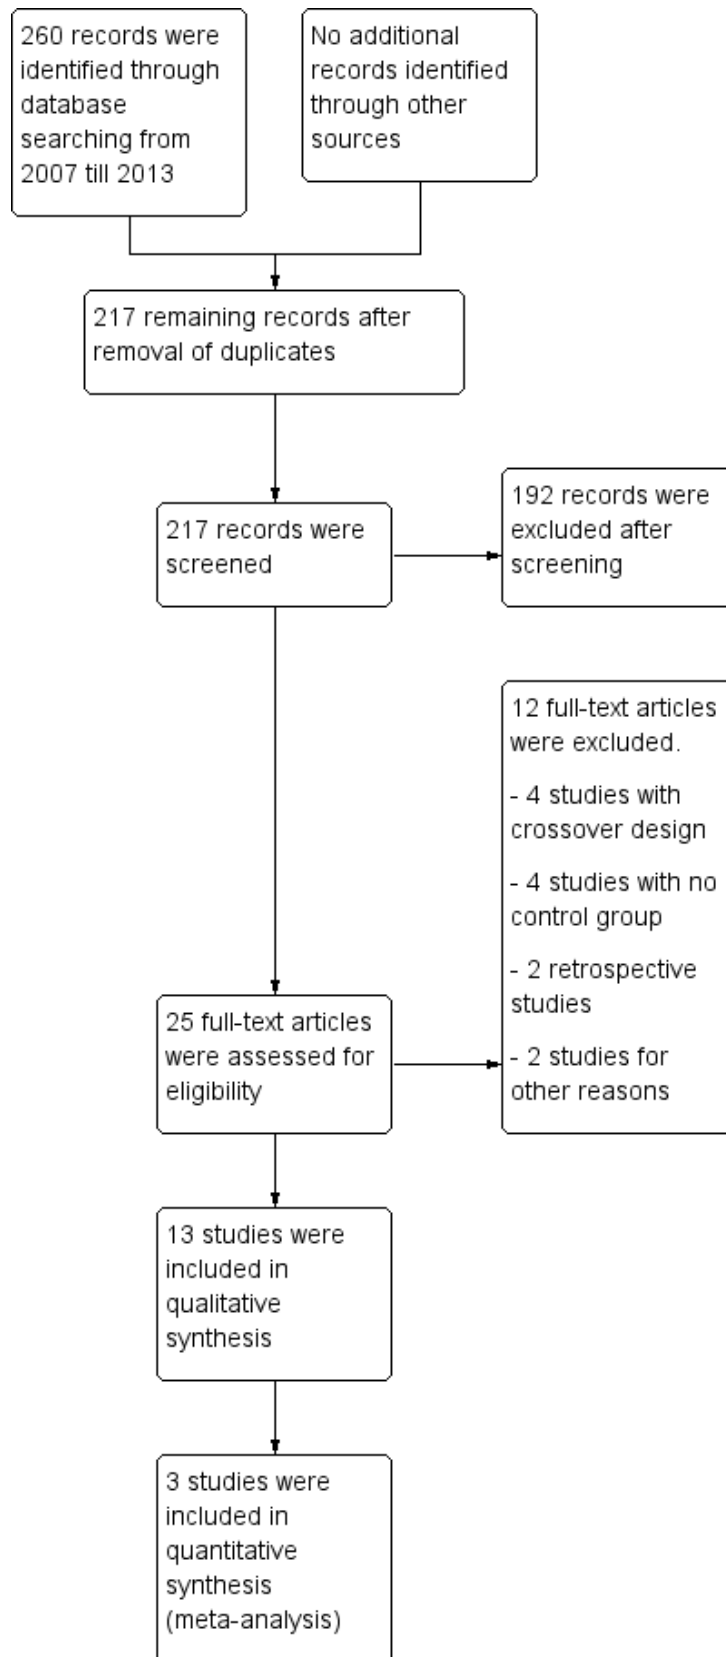 260 records were
identified through
database
searching from
2007 till 2013
No additional
records identified
through other
sources
217 remaining records after
removal of duplicates
217 records were
screened
192 records were
excluded after
screening
12 full-text articles
were excluded.
- 4 studies with
crossover design
- 4 studies with no
control group
- 2 retrospective
studies
- 2 studies for
other reasons
25 full-text articles
were assessed for
eligibility
13 studies were
included in
qualitative
synthesis
3 studies were
included in
quantitative
synthesis
(meta-analysis)